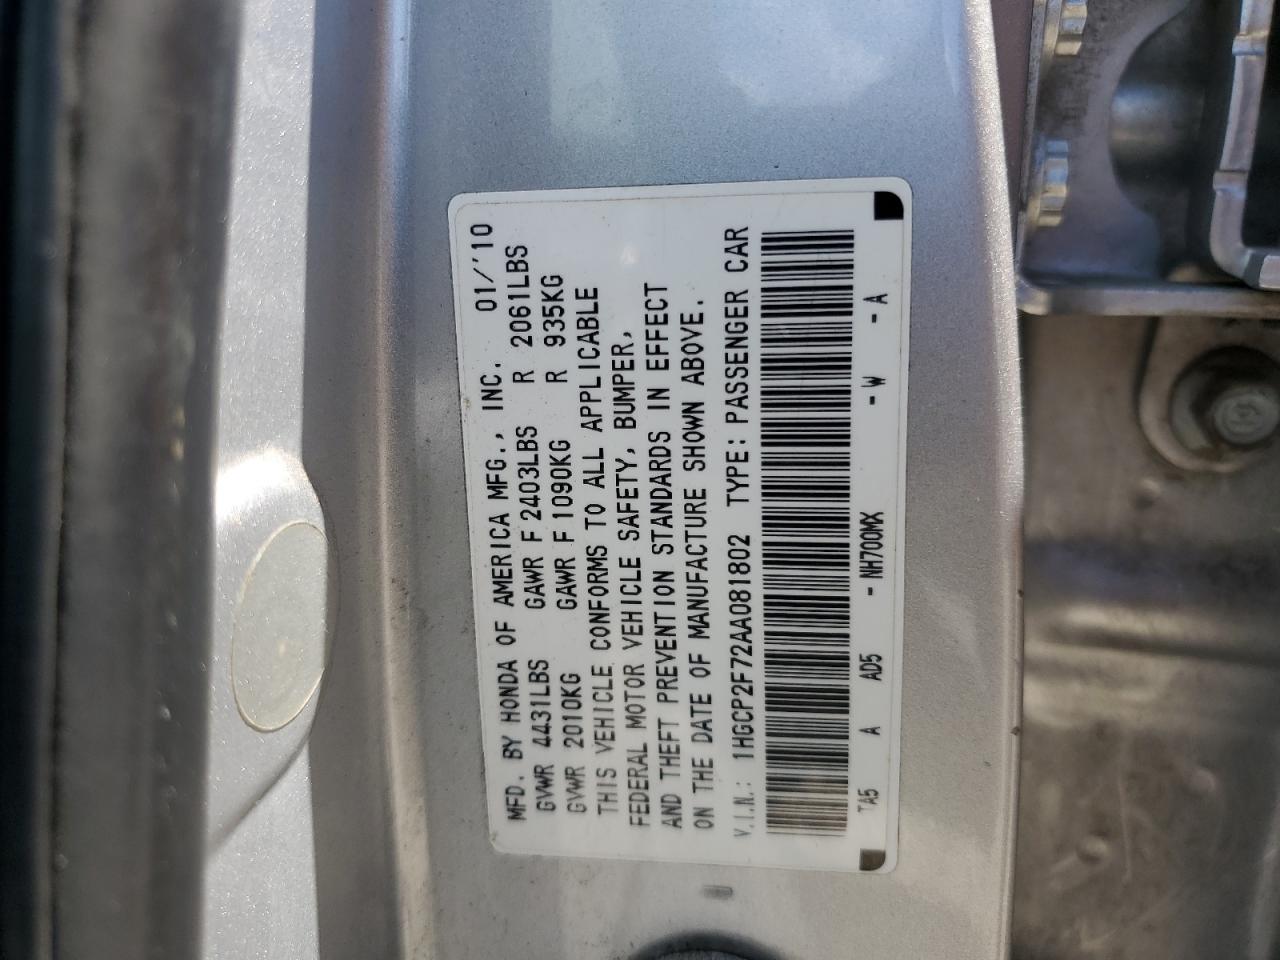 MFD. BY HONDA OF AMERICA MFG., INC. 01/'10
GVWR 4431LBS GAWR F 2403LBS R 2061LBS
GVWR 2010KG GAWR F 1090KG R 935KG
THIS VEHICLE CONFORMS TO ALL APPLICABLE
FEDERAL MOTOR VEHICLE SAFETY, BUMPER,
AND THEFT PREVENTION STANDARDS IN EFFECT
ON THE DATE OF MANUFACTURE SHOWN ABOVE.
V.I.N.: 1HGCP2F72AA081802 TYPE: PASSENGER CAR
TA5 A AD5 - NH700MX - W - A